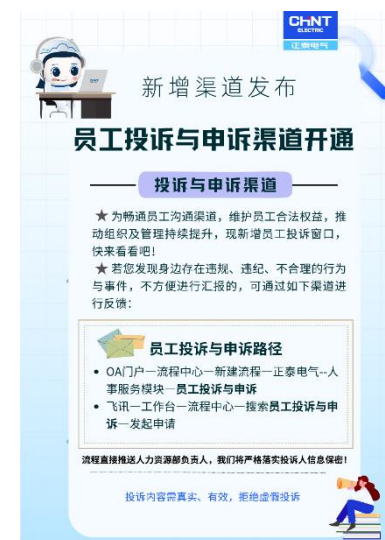 CHNT
ELECTRIC
正泰电气
新增渠道发布
员工投诉与申诉渠道开通
投诉与申诉渠道
★为畅通员工沟通渠道，维护员工合法权益，推
动组织及管理持续提升，现新增员工投诉窗口，
快来看看吧!
★若您发现身边存在违规、违纪、不合理的行为
与事件，不方便进行汇报的，可通过如下渠道进
行反馈：
员工投诉与申诉路径
• OA门户—流程中心—新建流程—正泰电气--人
事服务模块—员工投诉与申诉
• 飞讯—工作台—流程中心—搜索员工投诉与申
诉—发起申请
流程直接推送人力资源部负责人，我们将严格落实投诉人信息保密!
投诉内容需真实、有效，拒绝虚假投诉